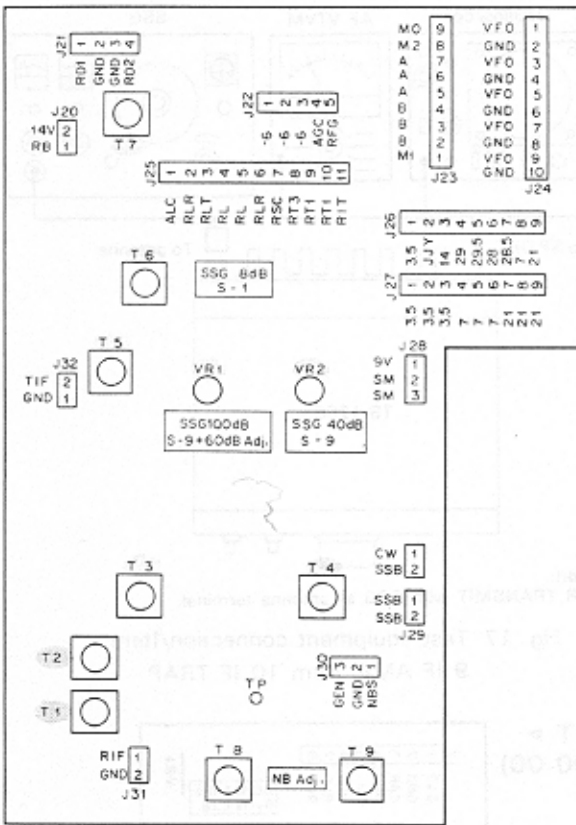 J21
1 2 3 4
RD1 GND GND RD2
J20
14V 2
RB 1
T7
J22
1 2 3 4 5
-6 -6 -6 AGC RFG
MO 9
M2 8
A 7
A 6
A 5
B 4
B 3
B 2
M1 1
J23
VFO 1
GND 2
VFO 3
GND 4
VFO 5
GND 6
VFO 7
GND 8
VFO 9
GND 10
J24
J25
1 2 3 4 5 6 7 8 9 10 11
ALC RLR RLT RL RL RLR RSC RT3 RT1 RT1 RIT
J26
1 2 3 4 5 6 7 8 9
3.5 JJY 14 29 29.5 28 28.5 7 21
J27
1 2 3 4 5 6 7 8 9
3.5 3.5 3.5 7 7 7 21 21 21
T6
SSG 8dB
S-1
J28
9V 1
SM 2
SM 3
J32
TIF 2
GND 1
T5
VR1
VR2
SSG100dB
S-9+60dB Adj.
SSG 40dB
S-9
CW 1
SSB 2
SSB 1
SSB 2
J29
T3
T4
T2
T1
TP
J30
3 2 1
GEN GND NBS
RIF 1
GND 2
J31
T8
NB Adj.
T9